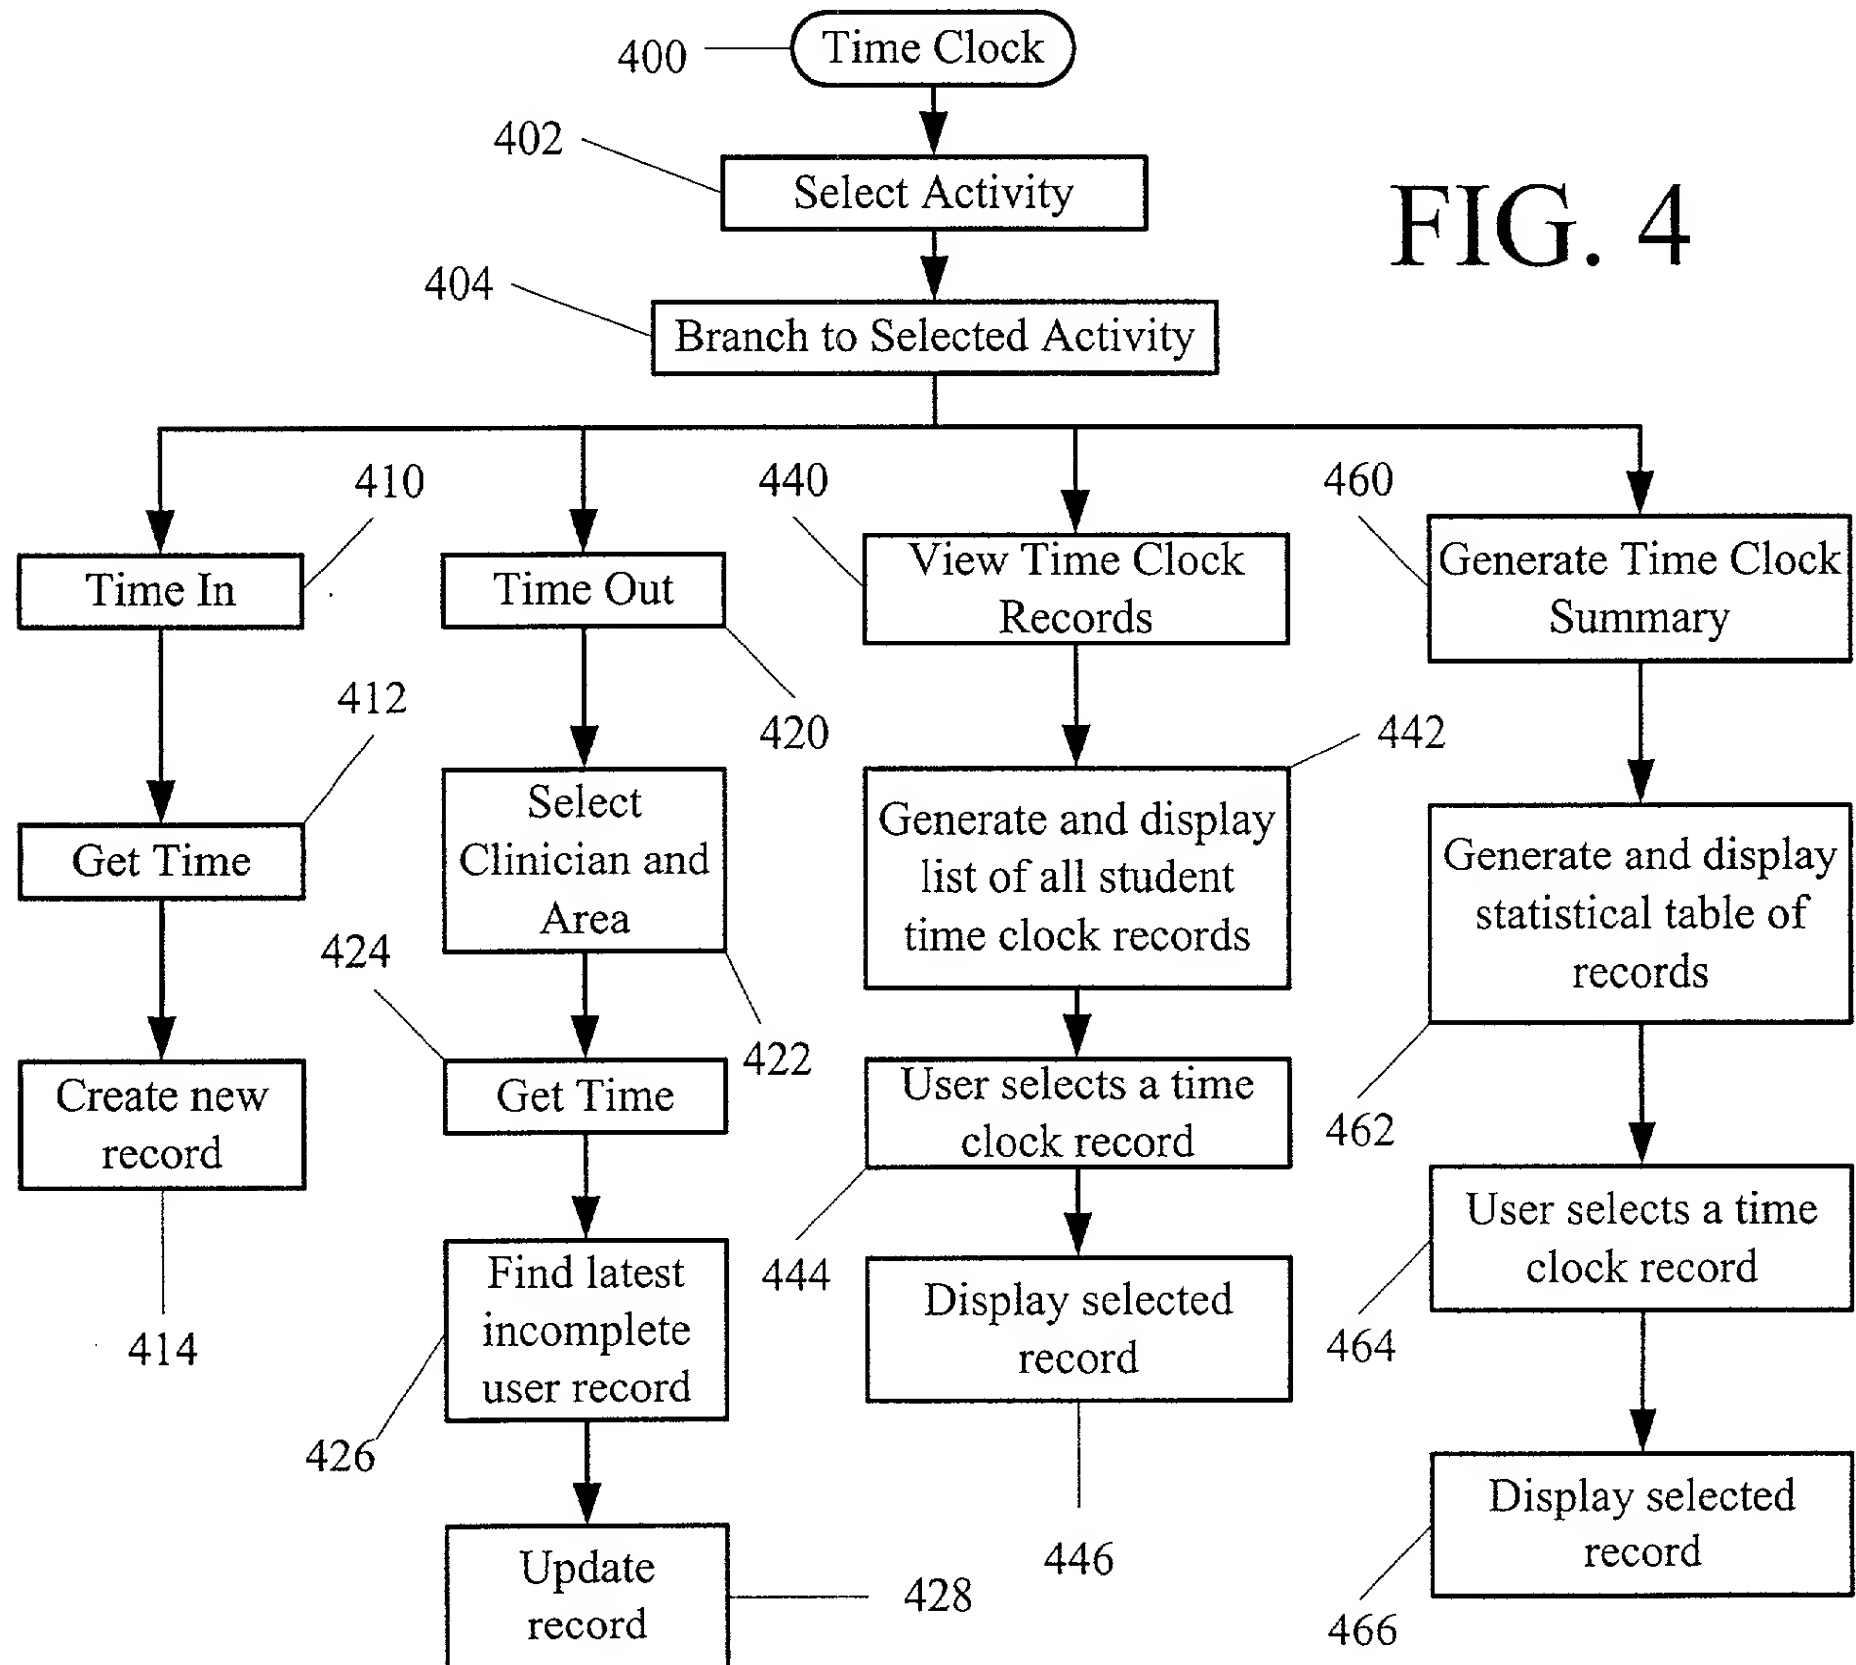 Time Clock
400
402
Select Activity
FIG. 4
404
Branch to Selected Activity
410
440
460
Time In
Time Out
View Time Clock
Records
Generate Time Clock
Summary
412
420
442
Get Time
Select
Clinician and
Area
Generate and display
list of all student
time clock records
Generate and display
statistical table of
records
424
422
462
Create new
record
Get Time
User selects a time
clock record
User selects a time
clock record
414
Find latest
incomplete
user record
444
Display selected
record
464
426
446
Display selected
record
Update
record
428
466